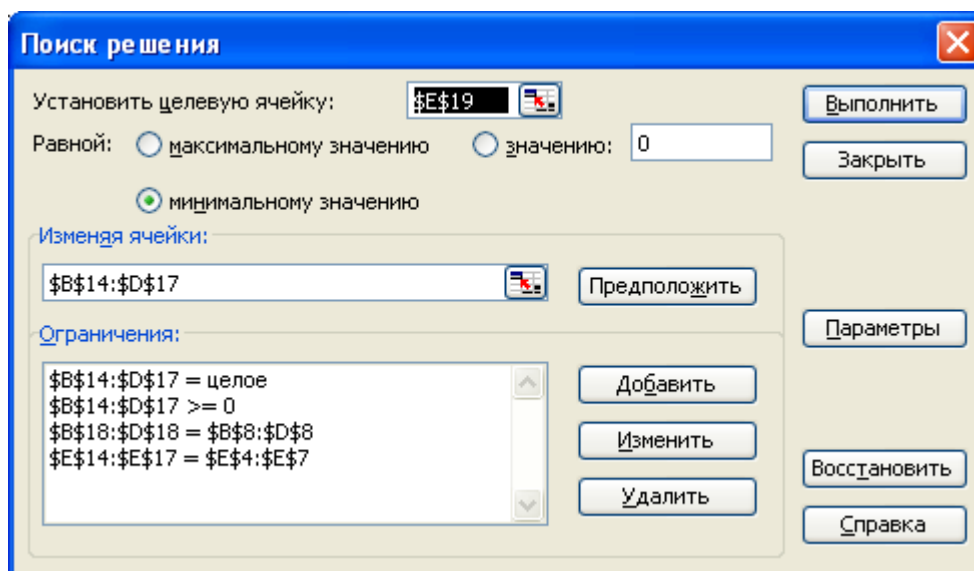 Поиск решения
Установить целевую ячейку: $E$19 Выполнить
Равной: максимальному значению значению: 0 Закрыть
минимальному значению
Изменяя ячейки:
$B$14:$D$17 Предположить
Ограничения: Параметры
$B$14:$D$17 = целое Добавить
$B$14:$D$17 >= 0
$B$18:$D$18 = $B$8:$D$8 Изменить
$E$14:$E$17 = $E$4:$E$7
Восстановить
Удалить
Справка